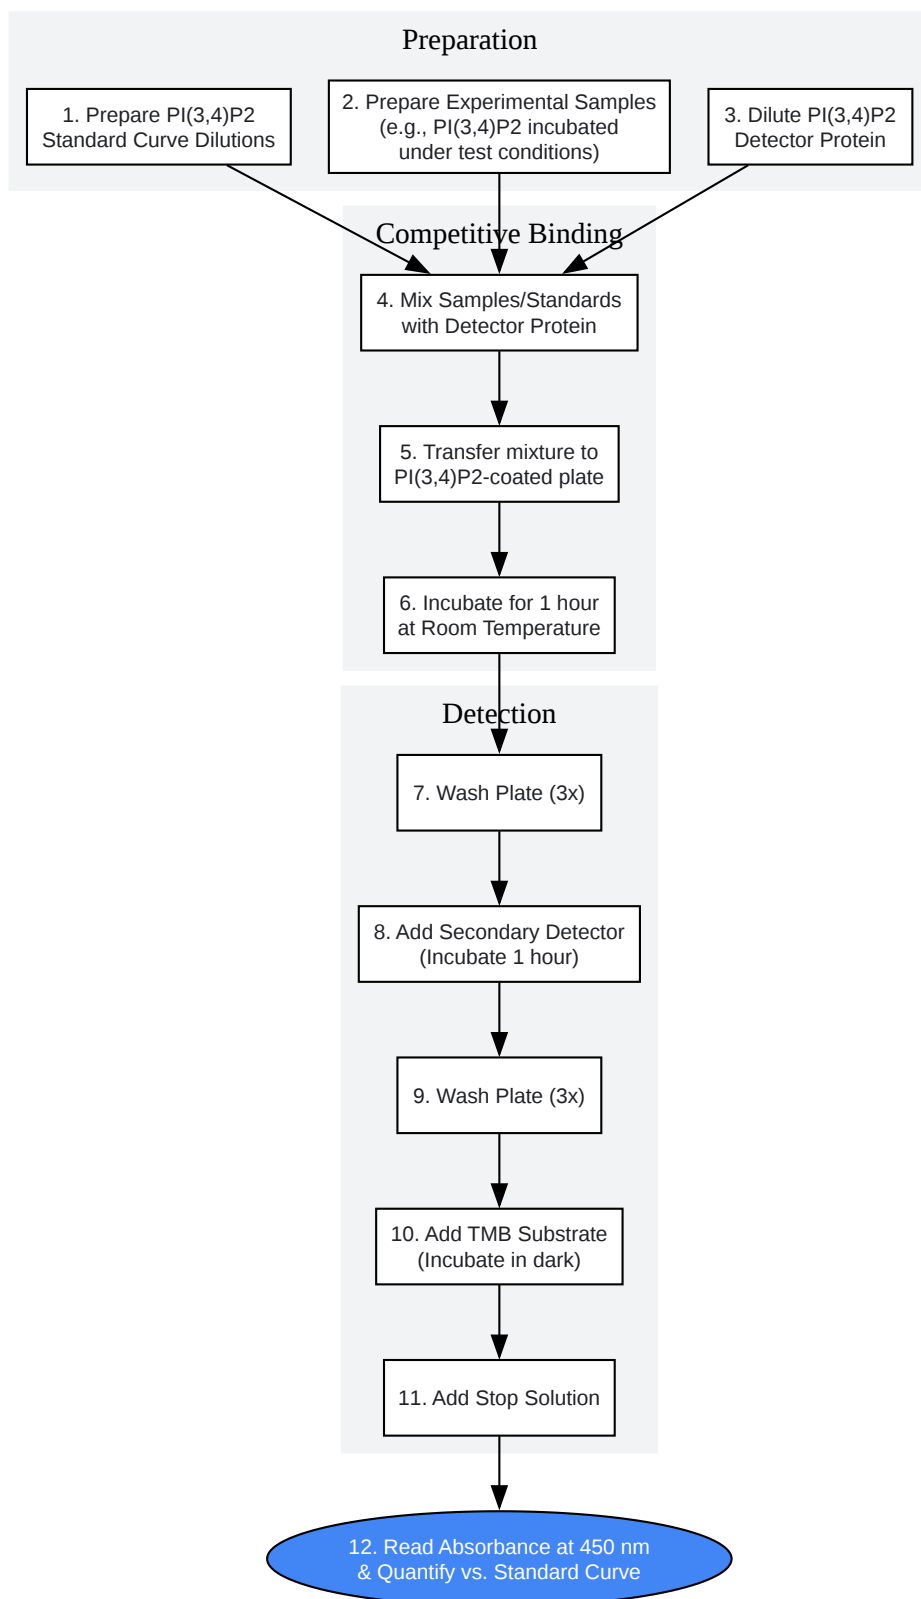 Preparation
1. Prepare PI(3,4)P2
Standard Curve Dilutions
2. Prepare Experimental Samples
(e.g., PI(3,4)P2 incubated
under test conditions)
3. Dilute PI(3,4)P2
Detector Protein
Competitive Binding
4. Mix Samples/Standards
with Detector Protein
5. Transfer mixture to
PI(3,4)P2-coated plate
6. Incubate for 1 hour
at Room Temperature
Detection
7. Wash Plate (3x)
8. Add Secondary Detector
(Incubate 1 hour)
9. Wash Plate (3x)
10. Add TMB Substrate
(Incubate in dark)
11. Add Stop Solution
12. Read Absorbance at 450 nm
& Quantify vs. Standard Curve